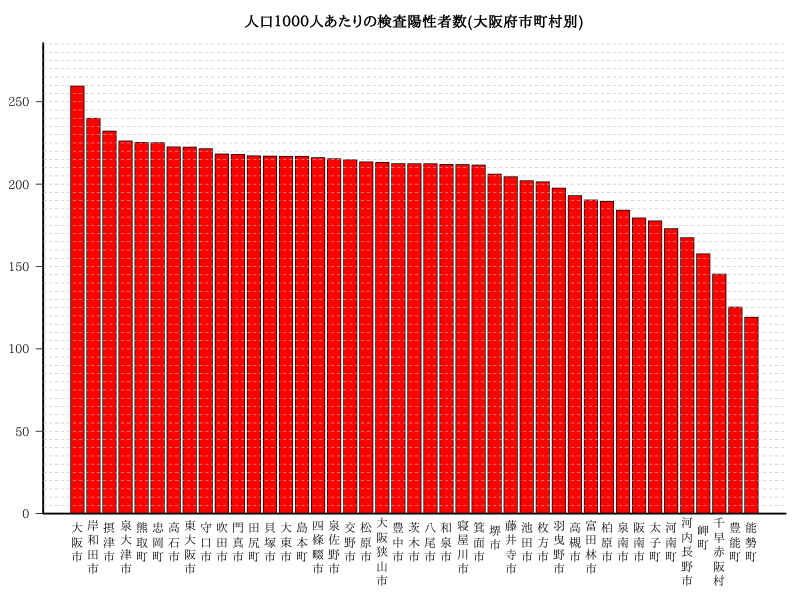 人口1000人あたりの検査陽性者数(大阪府市町村別)
250
200
150
100
50
0
大阪市
岸和田市
摂津市
泉大津市
熊取町
忠岡町
高石市
東大阪市
守口市
吹田市
門真市
田尻町
貝塚市
大東市
島本町
四條畷市
泉佐野市
交野市
松原市
大阪狭山市
豊中市
茨木市
八尾市
和泉市
寝屋川市
箕面市
堺市
藤井寺市
池田市
枚方市
羽曳野市
高槻市
富田林市
柏原市
泉南市
阪南市
太子町
河南町
河内長野市
岬町
千早赤阪村
豊能町
能勢町